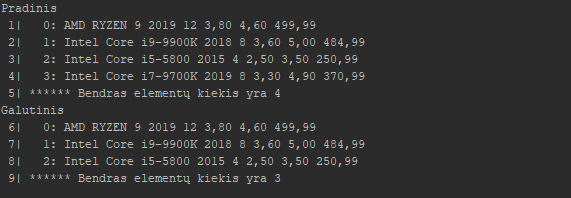 Pradinis
1|   0: AMD RYZEN 9 2019 12 3,80 4,60 499,99
2|   1: Intel Core i9-9900K 2018 8 3,60 5,00 484,99
3|   2: Intel Core i5-5800 2015 4 2,50 3,50 250,99
4|   3: Intel Core i7-9700K 2019 8 3,30 4,90 370,99
5| ****** Bendras elementų kiekis yra 4
Galutinis
6|   0: AMD RYZEN 9 2019 12 3,80 4,60 499,99
7|   1: Intel Core i9-9900K 2018 8 3,60 5,00 484,99
8|   2: Intel Core i5-5800 2015 4 2,50 3,50 250,99
9| ****** Bendras elementų kiekis yra 3